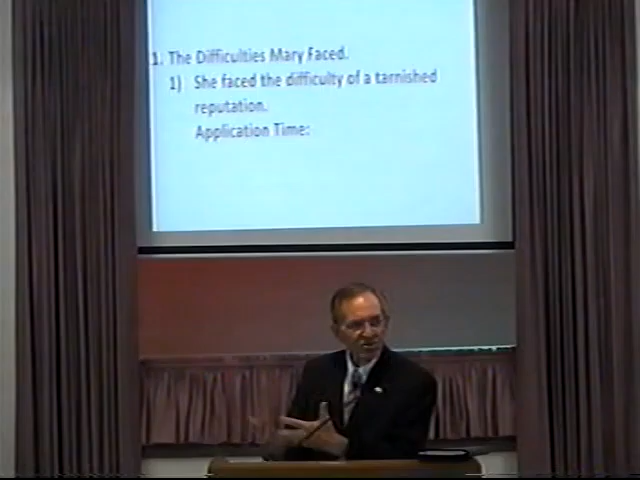 1. The Difficulties Mary Faced.
1) She faced the difficulty of a tarnished
reputation.
Application Time: